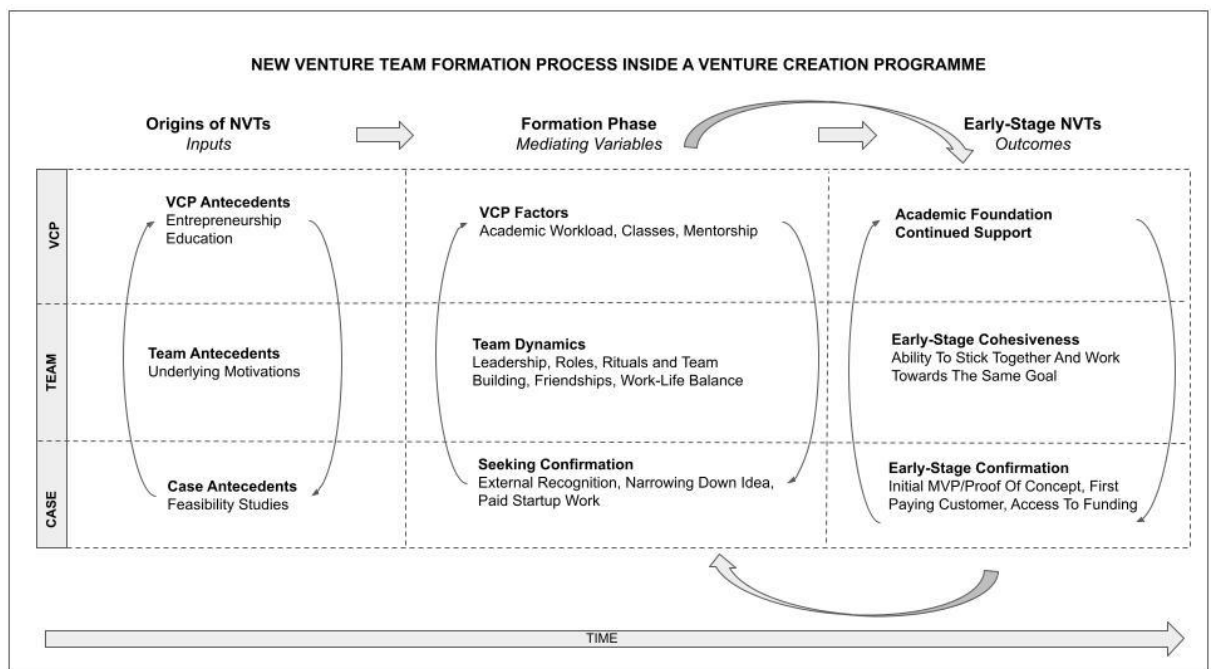 NEW VENTURE TEAM FORMATION PROCESS INSIDE A VENTURE CREATION PROGRAMME
Origins of NVTs
Inputs
Formation Phase
Mediating Variables
Early-Stage NVTs
Outcomes
VCP
VCP Antecedents
Entrepreneurship
Education
VCP Factors
Academic Workload, Classes, Mentorship
Academic Foundation
Continued Support
TEAM
Team Antecedents
Underlying Motivations
Team Dynamics
Leadership, Roles, Rituals and Team
Building, Friendships, Work-Life Balance
Early-Stage Cohesiveness
Ability To Stick Together And Work
Towards The Same Goal
CASE
Case Antecedents
Feasibility Studies
Seeking Confirmation
External Recognition, Narrowing Down Idea,
Paid Startup Work
Early-Stage Confirmation
Initial MVP/Proof Of Concept, First
Paying Customer, Access To Funding
TIME